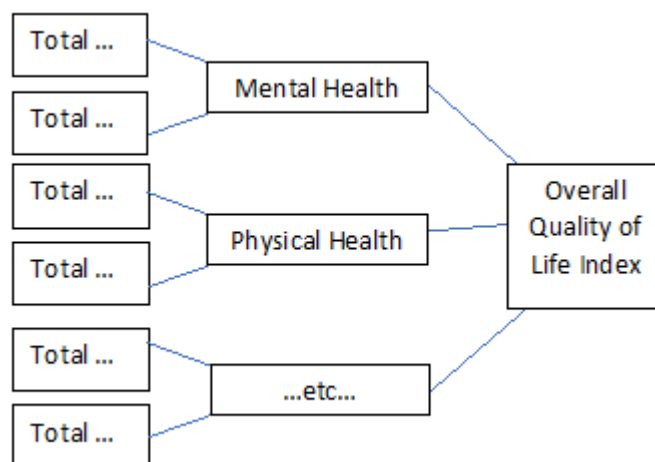 Total ...
Total ...
Total ...
Total ...
Total ...
Total ...
Mental Health
Physical Health
...etc...
Overall
Quality of
Life Index